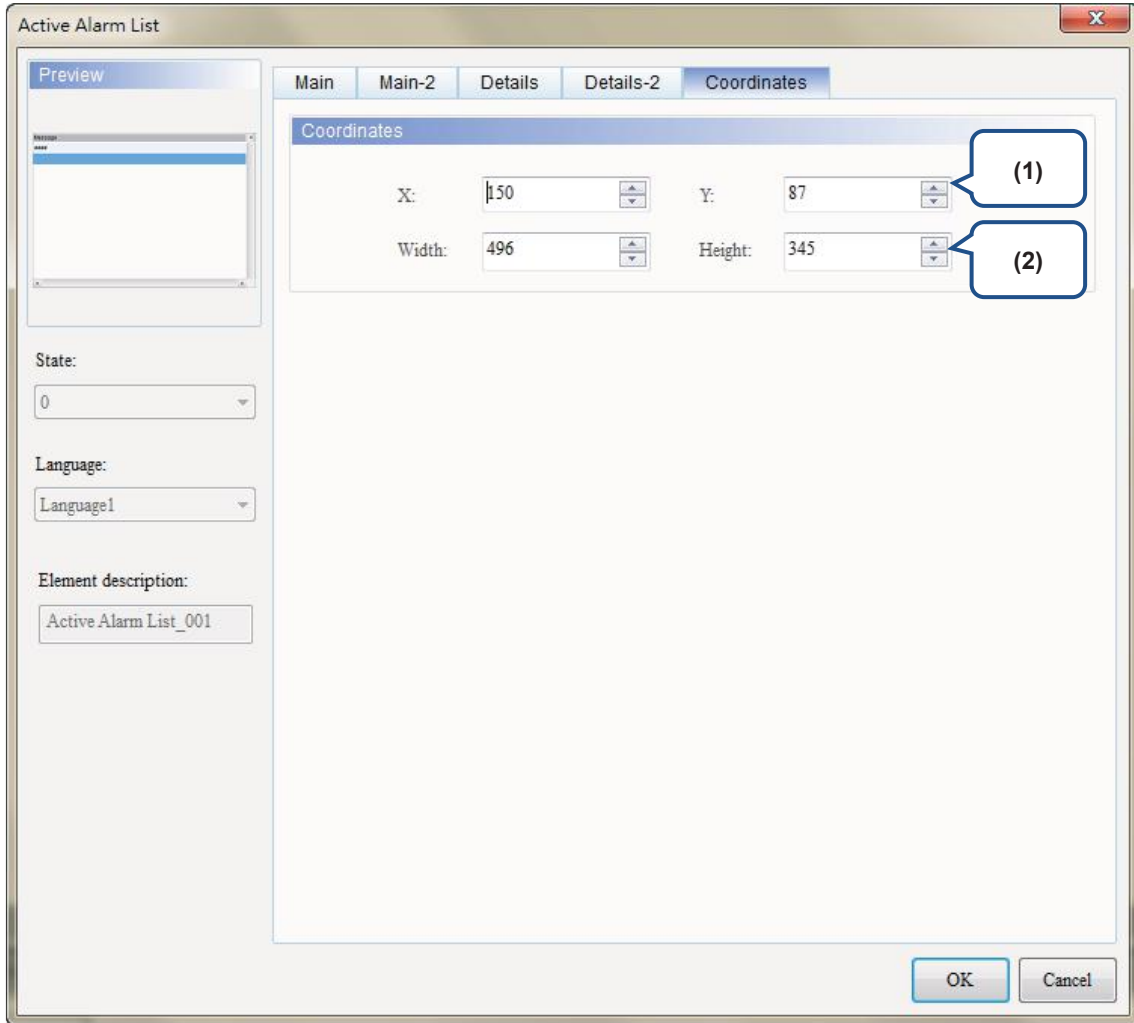 Active Alarm List
Preview
Message
Main Main-2 Details Details-2 Coordinates
Coordinates
X: 150 Y: 87 (1)
Width: 496 Height: 345 (2)
State:
0
Language:
Language1
Element description:
Active Alarm List_001
OK Cancel